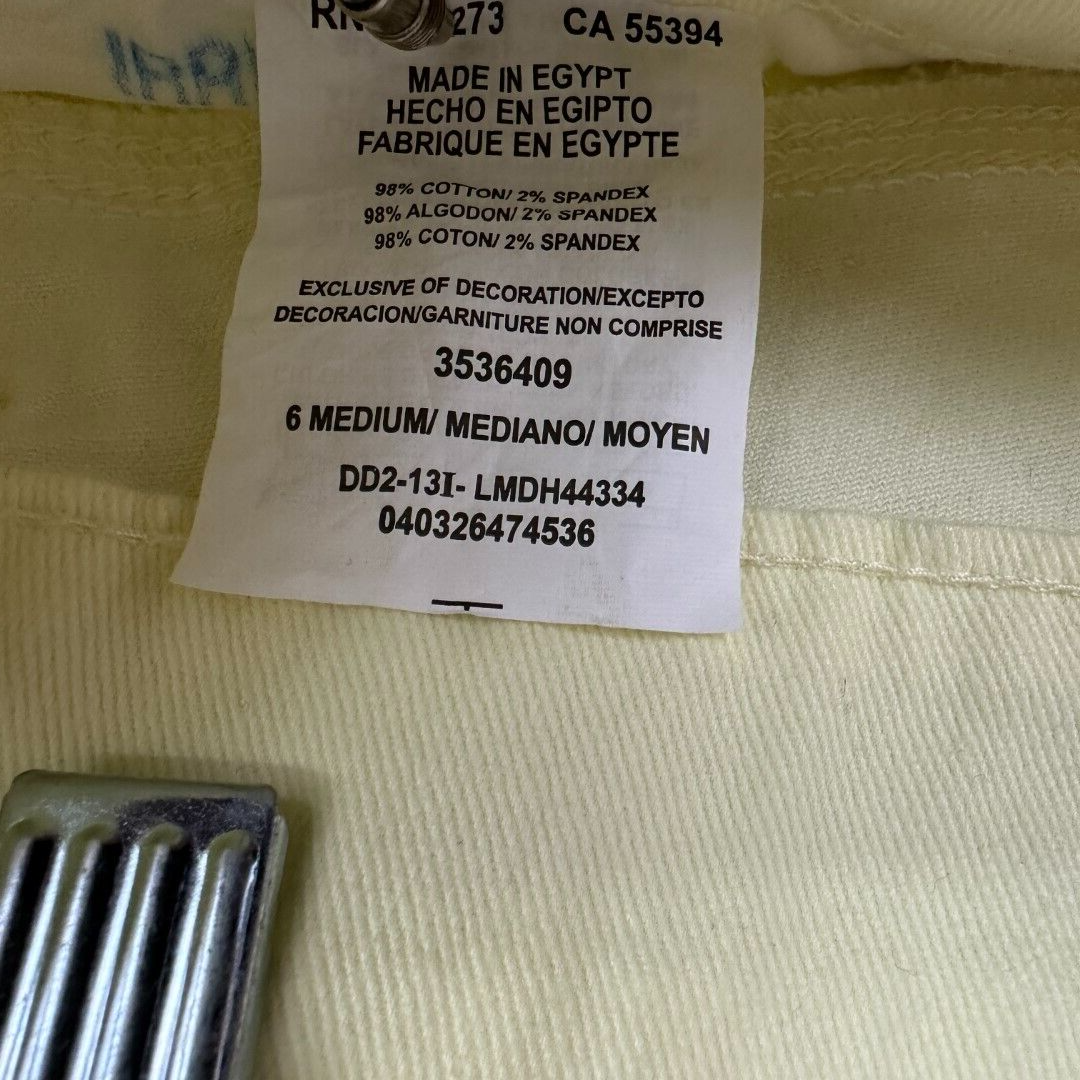 273 CA 55394
MADE IN EGYPT
HECHO EN EGIPTO
FABRIQUE EN EGYPTE
98% COTTON/ 2% SPANDEX
98% ALGODON/ 2% SPANDEX
98% COTON/ 2% SPANDEX
EXCLUSIVE OF DECORATION/EXCEPTO
DECORACION/GARNITURE NON COMPRISE
3536409
6 MEDIUM/ MEDIANO/ MOYEN
DD2-13I- LMDH44334
040326474536